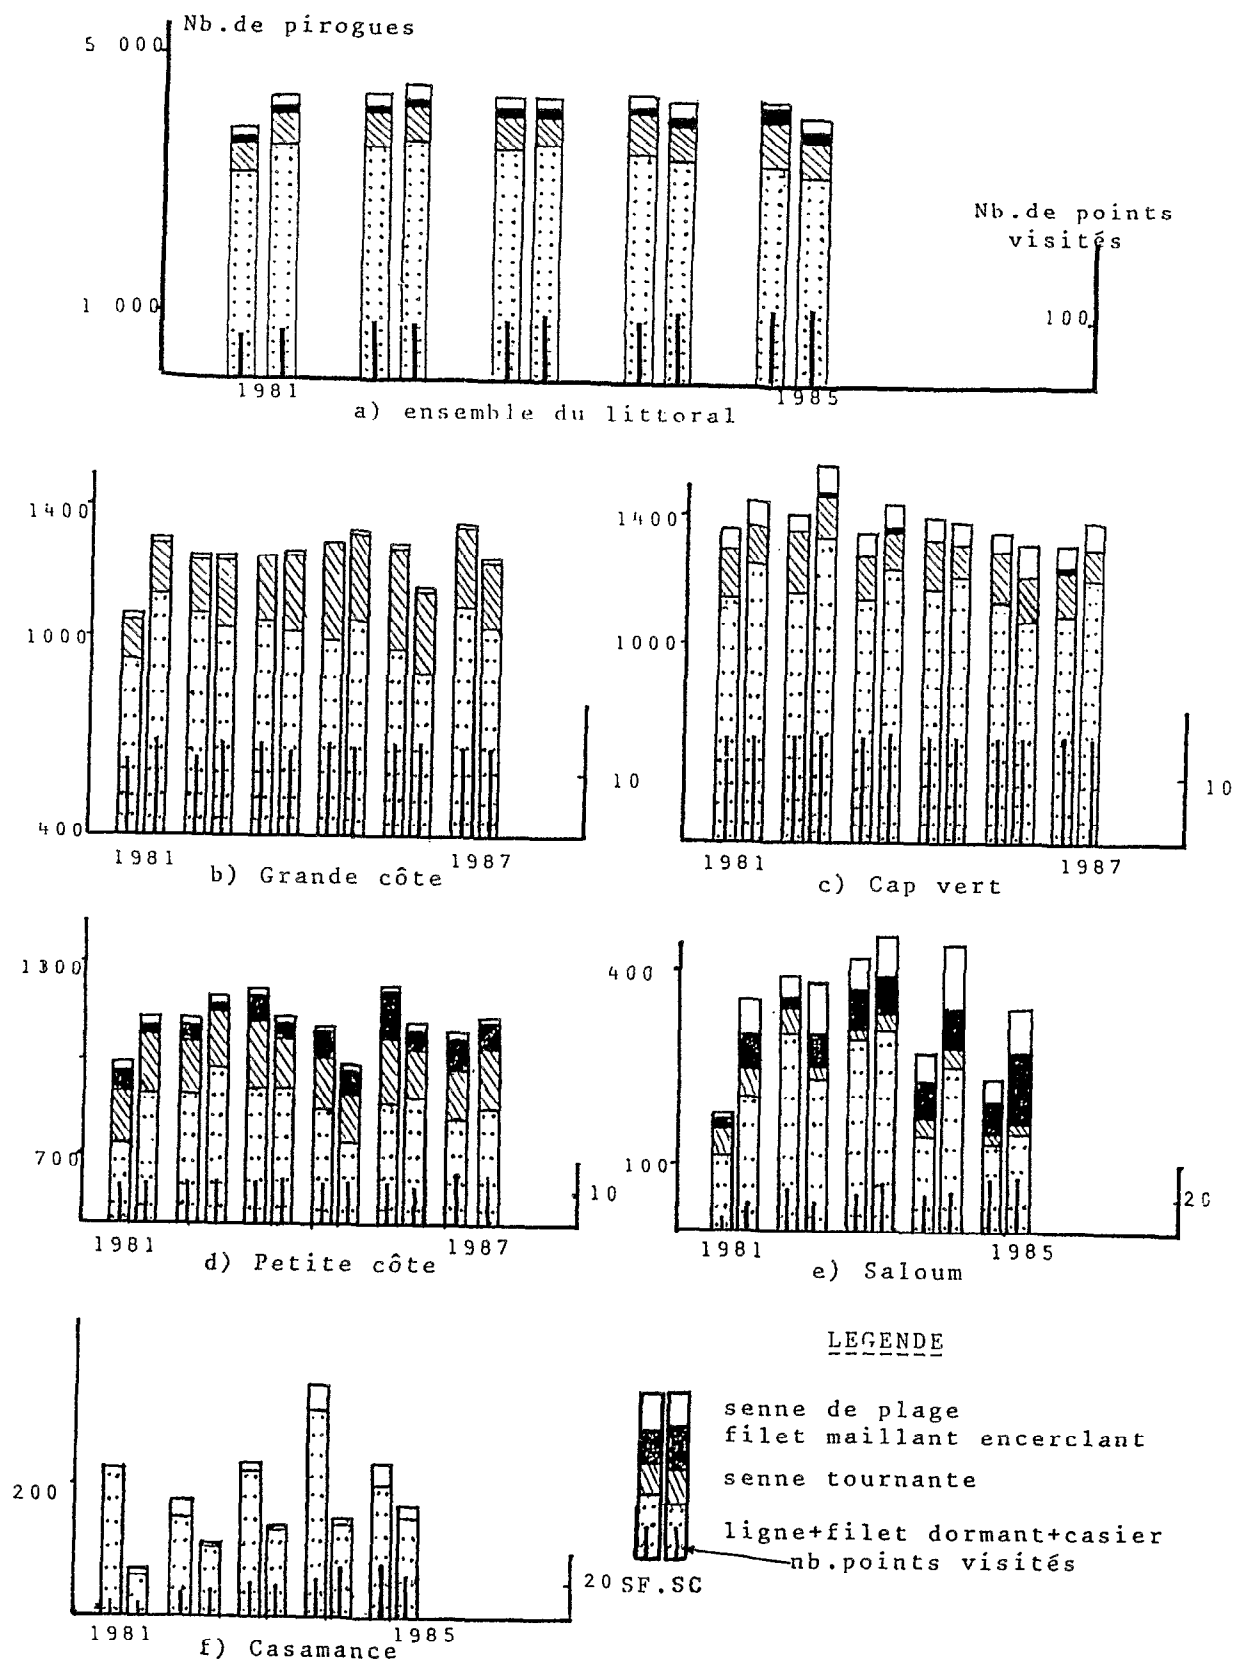 Nb.de pirogues
5 000
Nb.de points
visités
1 000
100
1981
1985
a) ensemble du littoral
1400
1000
400
10
1981
1987
b) Grande côte
1400
1000
10
1981
1987
c) Cap vert
1300
700
10
1981
1987
d) Petite côte
400
100
20
1981
1985
e) Saloum
200
20
1981
1985
f) Casamance
LEGENDE
senne de plage
filet maillant encerclant
senne tournante
ligne+filet dormant+casier
nb.points visités
SF.SC